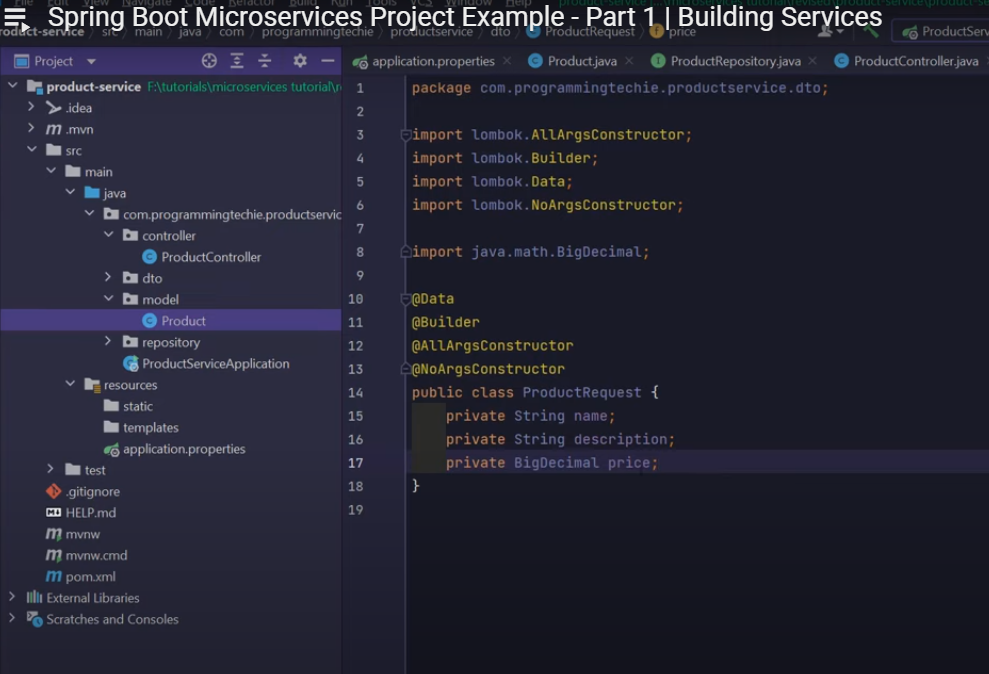 Spring Boot Microservices Project Example - Part 1 | Building Services
File Edit View Navigate Code Refactor Build Run Tools VCS Window Help
roduct-service src main java com programmingtechie productservice dto ProductRequest price ProductServ
Project
application.properties Product.java ProductRepository.java ProductController.java
product-service F:\tutorials\microservices tutorial\r
.idea
.mvn
src
main
java
com.programmingtechie.productservic
controller
ProductController
dto
model
Product
repository
ProductServiceApplication
resources
static
templates
application.properties
test
.gitignore
HELP.md
mvnw
mvnw.cmd
pom.xml
External Libraries
Scratches and Consoles
1 package com.programmingtechie.productservice.dto;
2
3 import lombok.AllArgsConstructor;
4 import lombok.Builder;
5 import lombok.Data;
6 import lombok.NoArgsConstructor;
7
8 import java.math.BigDecimal;
9
10 @Data
11 @Builder
12 @AllArgsConstructor
13 @NoArgsConstructor
14 public class ProductRequest {
15 private String name;
16 private String description;
17 private BigDecimal price;
18 }
19